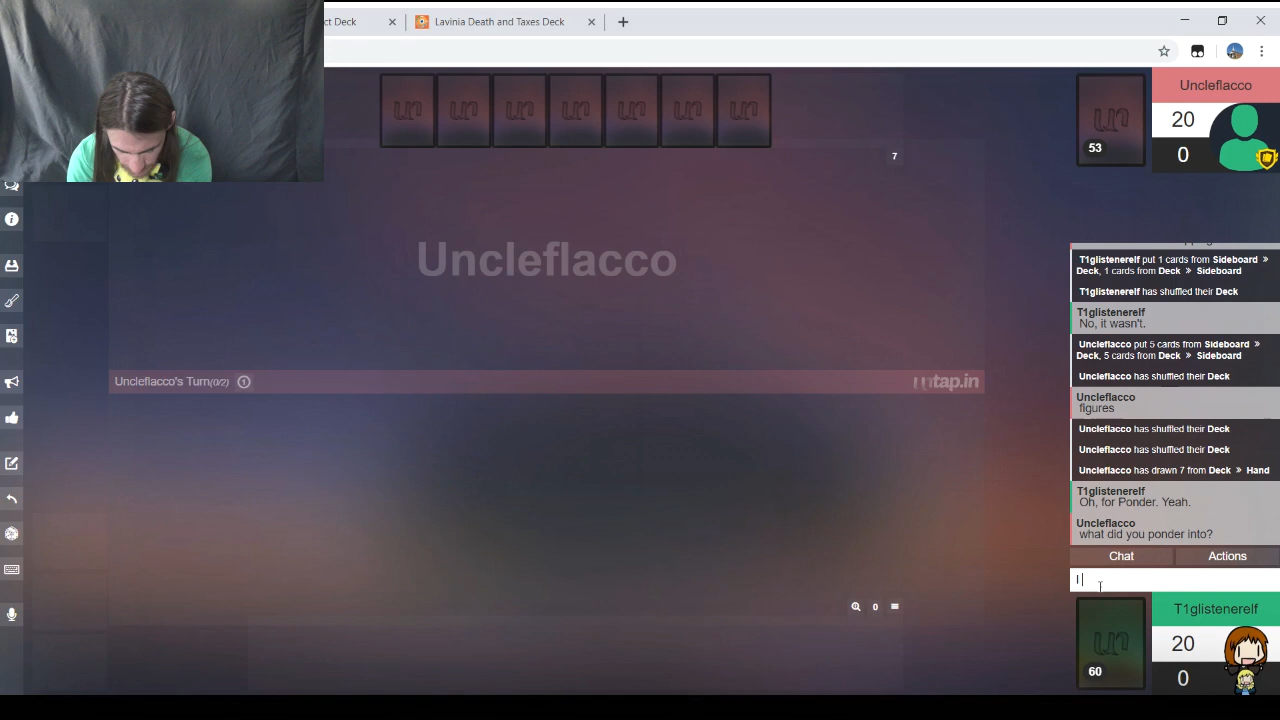 ct Deck
Lavinia Death and Taxes Deck
Uncleflacco
20
53
0
7
Uncleflacco
T1glistenerelf put 1 cards from Sideboard »
Deck, 1 cards from Deck » Sideboard
T1glistenerelf has shuffled their Deck
T1glistenerelf
No, it wasn't.
Uncleflacco put 5 cards from Sideboard »
Deck, 5 cards from Deck » Sideboard
Uncleflacco has shuffled their Deck
Uncleflacco's Turn(0/2) 1
untap.in
Uncleflacco
figures
Uncleflacco has shuffled their Deck
Uncleflacco has shuffled their Deck
Uncleflacco has drawn 7 from Deck » Hand
T1glistenerelf
Oh, for Ponder. Yeah.
Uncleflacco
what did you ponder into?
Chat Actions
I
0
T1glistenerelf
20
60
0